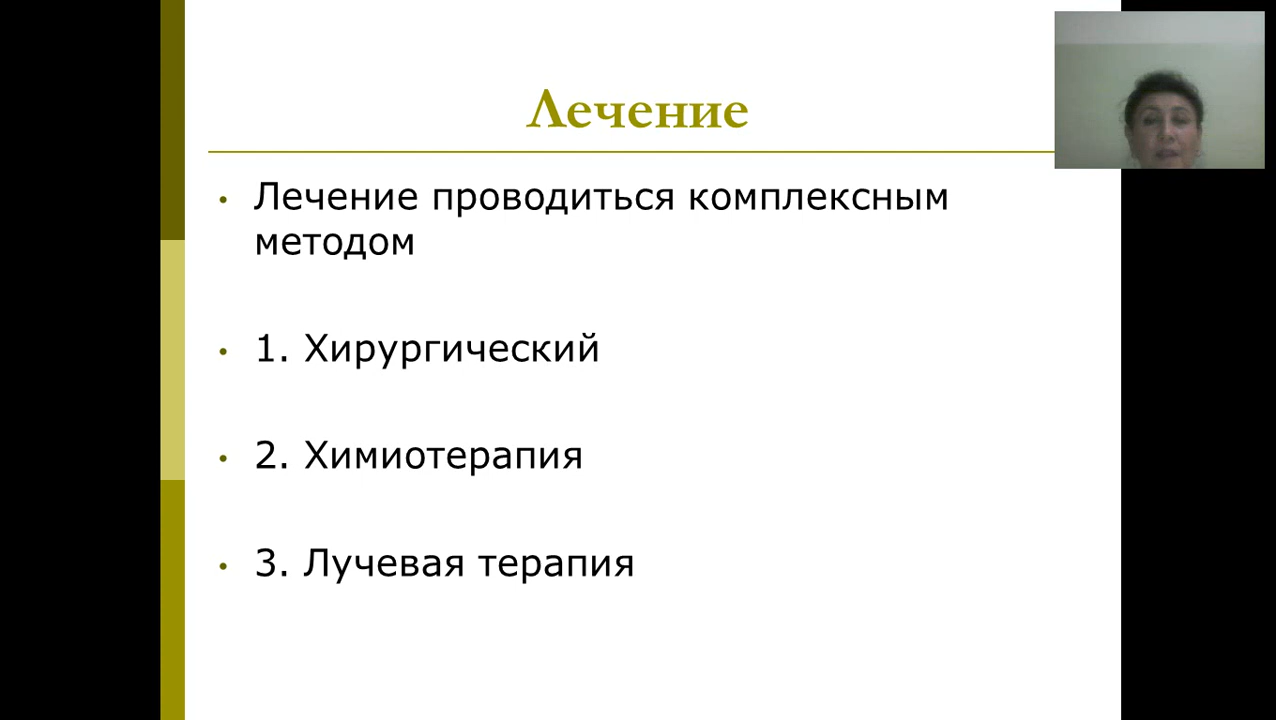 Лечение
• Лечение проводиться комплексным
методом
• 1. Хирургический
• 2. Химиотерапия
• 3. Лучевая терапия